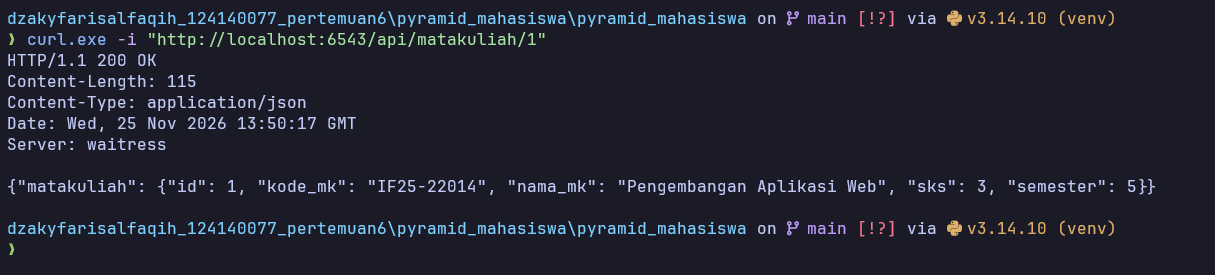 dzakyfarisalfaqih_124140077_pertemuan6\pyramid_mahasiswa\pyramid_mahasiswa on main [!?] via v3.14.10 (venv)
❯ curl.exe -i "http://localhost:6543/api/matakuliah/1"
HTTP/1.1 200 OK
Content-Length: 115
Content-Type: application/json
Date: Wed, 25 Nov 2026 13:50:17 GMT
Server: waitress
{"matakuliah": {"id": 1, "kode_mk": "IF25-22014", "nama_mk": "Pengembangan Aplikasi Web", "sks": 3, "semester": 5}}
dzakyfarisalfaqih_124140077_pertemuan6\pyramid_mahasiswa\pyramid_mahasiswa on main [!?] via v3.14.10 (venv)
❯